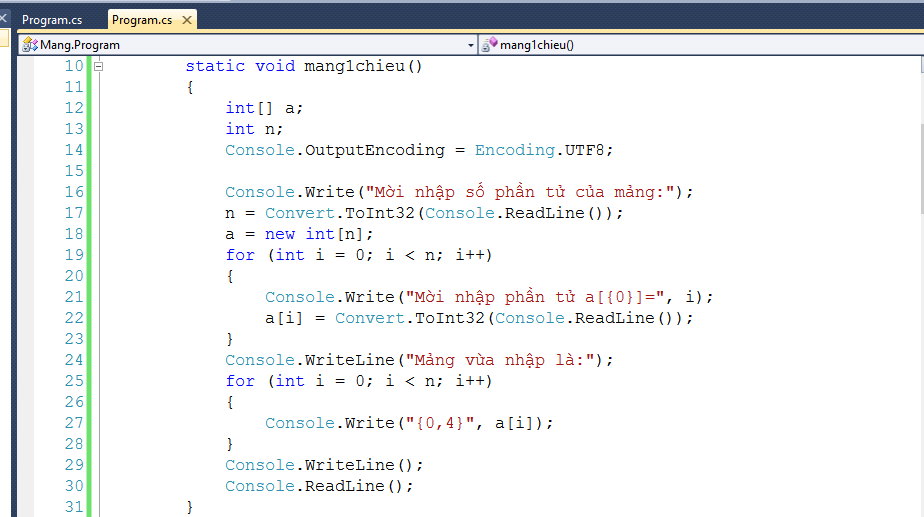 Program.cs
Program.cs
Mang.Program
mang1chieu()
10 static void mang1chieu()
11 {
12 int[] a;
13 int n;
14 Console.OutputEncoding = Encoding.UTF8;
15
16 Console.Write("Mời nhập số phần tử của mảng:");
17 n = Convert.ToInt32(Console.ReadLine());
18 a = new int[n];
19 for (int i = 0; i < n; i++)
20 {
21 Console.Write("Mời nhập phần tử a[{0}]=", i);
22 a[i] = Convert.ToInt32(Console.ReadLine());
23 }
24 Console.WriteLine("Mảng vừa nhập là:");
25 for (int i = 0; i < n; i++)
26 {
27 Console.Write("{0,4}", a[i]);
28 }
29 Console.WriteLine();
30 Console.ReadLine();
31 }